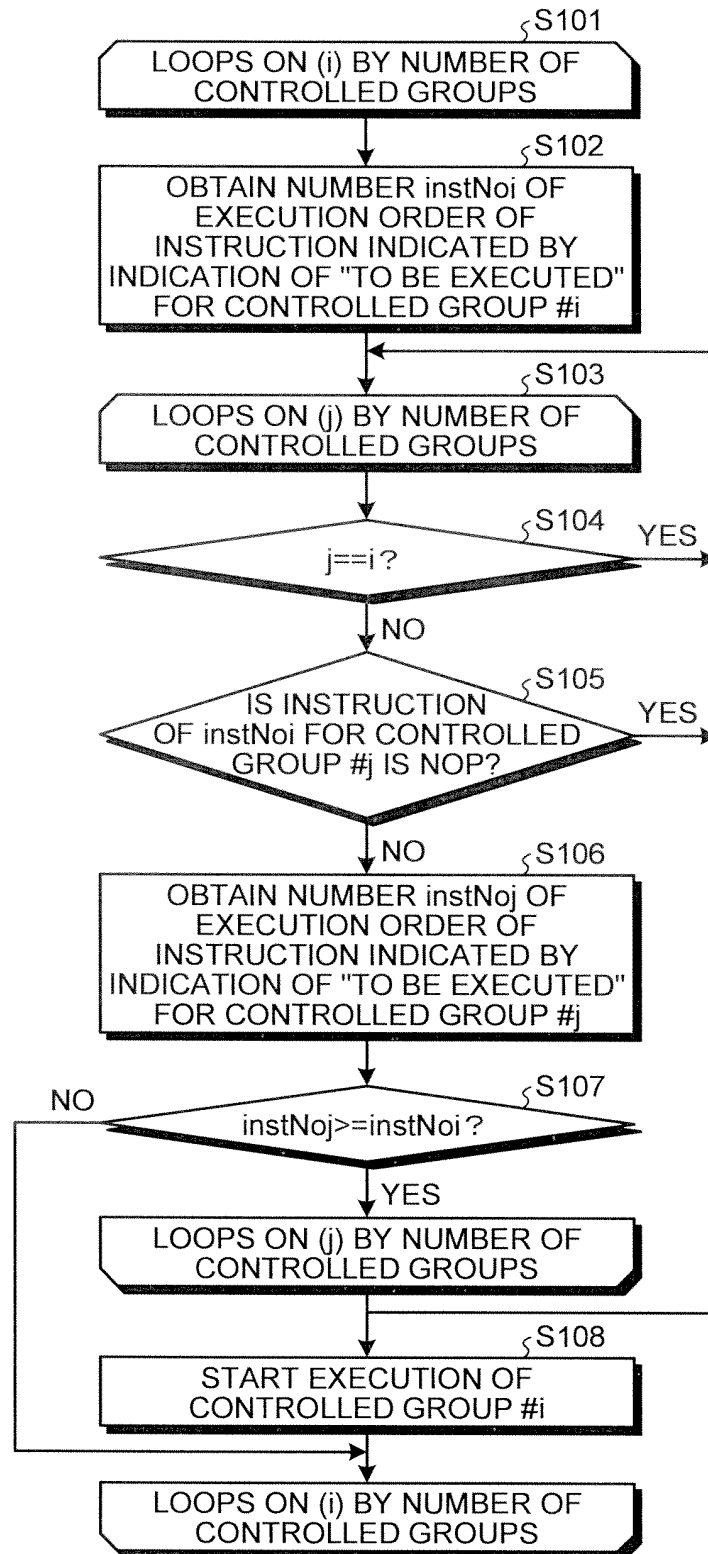 S101
LOOPS ON (i) BY NUMBER OF
CONTROLLED GROUPS
S102
OBTAIN NUMBER instNoi OF
EXECUTION ORDER OF
INSTRUCTION INDICATED BY
INDICATION OF "TO BE EXECUTED"
FOR CONTROLLED GROUP #i
S103
LOOPS ON (j) BY NUMBER OF
CONTROLLED GROUPS
S104
j==i?
YES
NO
S105
IS INSTRUCTION
OF instNoi FOR CONTROLLED
GROUP #j IS NOP?
YES
NO
S106
OBTAIN NUMBER instNoj OF
EXECUTION ORDER OF
INSTRUCTION INDICATED BY
INDICATION OF "TO BE EXECUTED"
FOR CONTROLLED GROUP #j
S107
NO
instNoj>=instNoi?
YES
LOOPS ON (j) BY NUMBER OF
CONTROLLED GROUPS
S108
START EXECUTION OF
CONTROLLED GROUP #i
LOOPS ON (i) BY NUMBER OF
CONTROLLED GROUPS